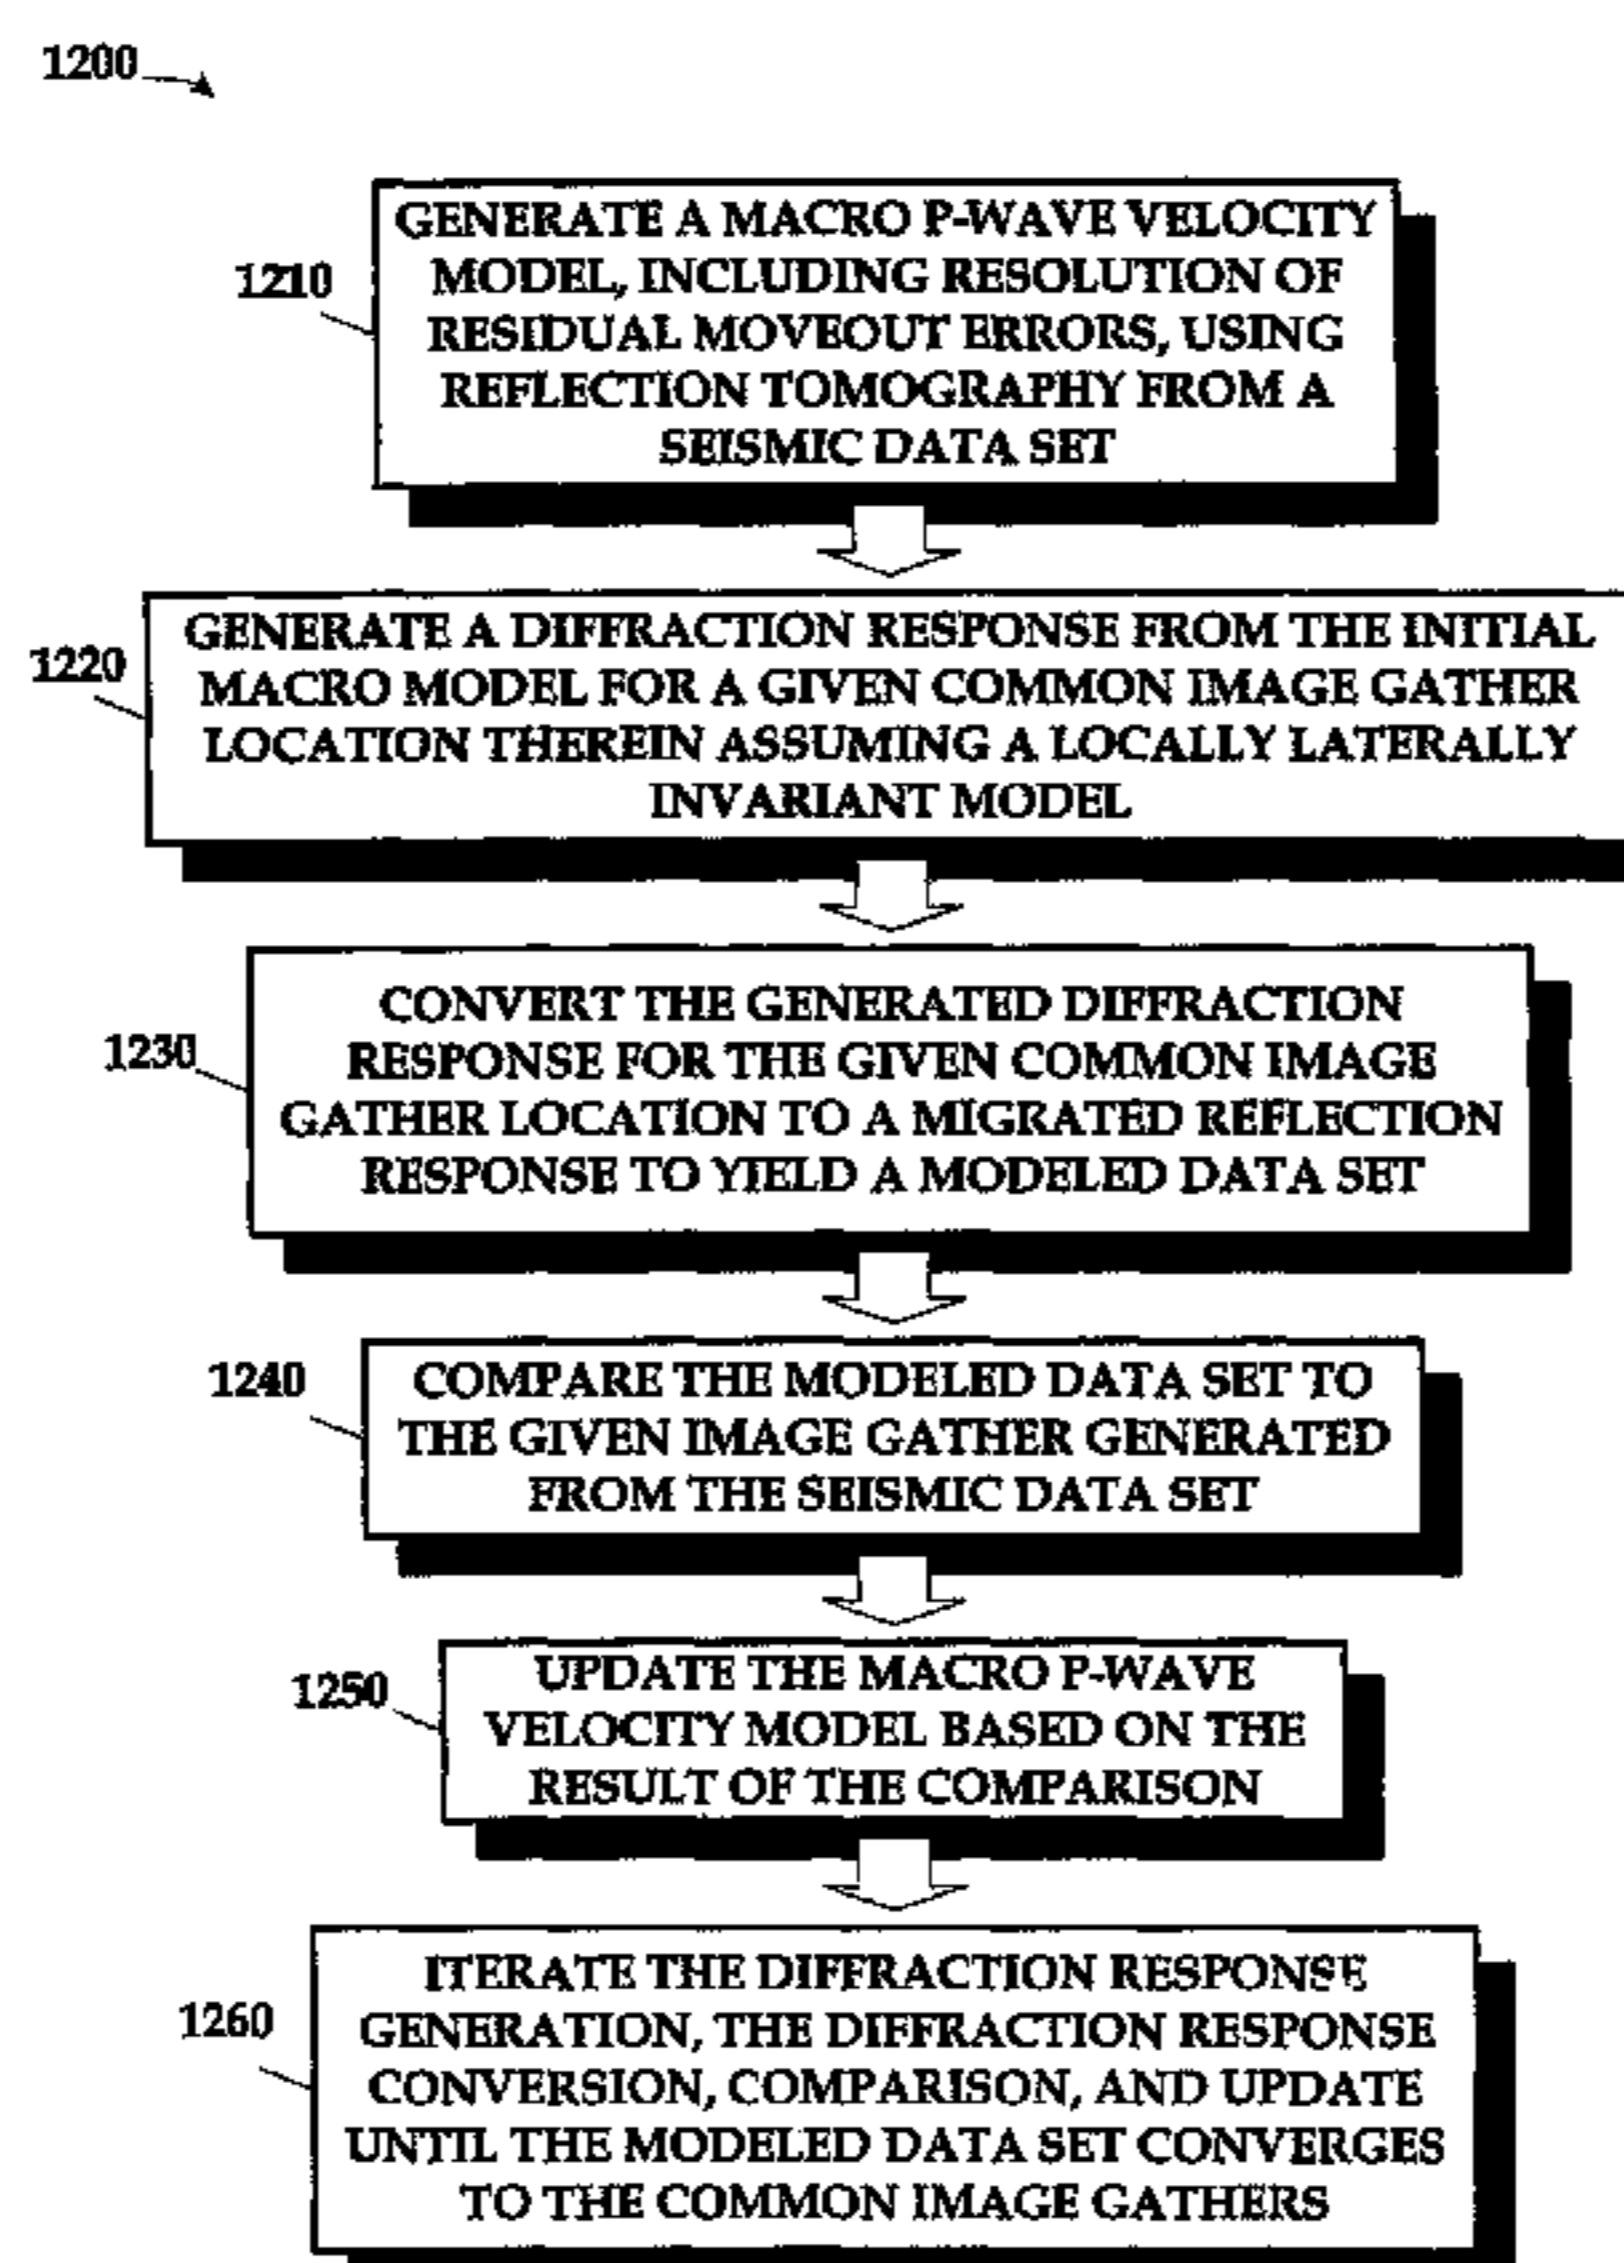 1200
1210
GENERATE A MACRO P-WAVE VELOCITY
MODEL, INCLUDING RESOLUTION OF
RESIDUAL MOVEOUT ERRORS, USING
REFLECTION TOMOGRAPHY FROM A
SEISMIC DATA SET
1220
GENERATE A DIFFRACTION RESPONSE FROM THE INITIAL
MACRO MODEL FOR A GIVEN COMMON IMAGE GATHER
LOCATION THEREIN ASSUMING A LOCALLY LATERALLY
INVARIANT MODEL
1230
CONVERT THE GENERATED DIFFRACTION
RESPONSE FOR THE GIVEN COMMON IMAGE
GATHER LOCATION TO A MIGRATED REFLECTION
RESPONSE TO YIELD A MODELED DATA SET
1240
COMPARE THE MODELED DATA SET TO
THE GIVEN IMAGE GATHER GENERATED
FROM THE SEISMIC DATA SET
1250
UPDATE THE MACRO P-WAVE
VELOCITY MODEL BASED ON THE
RESULT OF THE COMPARISON
1260
ITERATE THE DIFFRACTION RESPONSE
GENERATION, THE DIFFRACTION RESPONSE
CONVERSION, COMPARISON, AND UPDATE
UNTIL THE MODELED DATA SET CONVERGES
TO THE COMMON IMAGE GATHERS